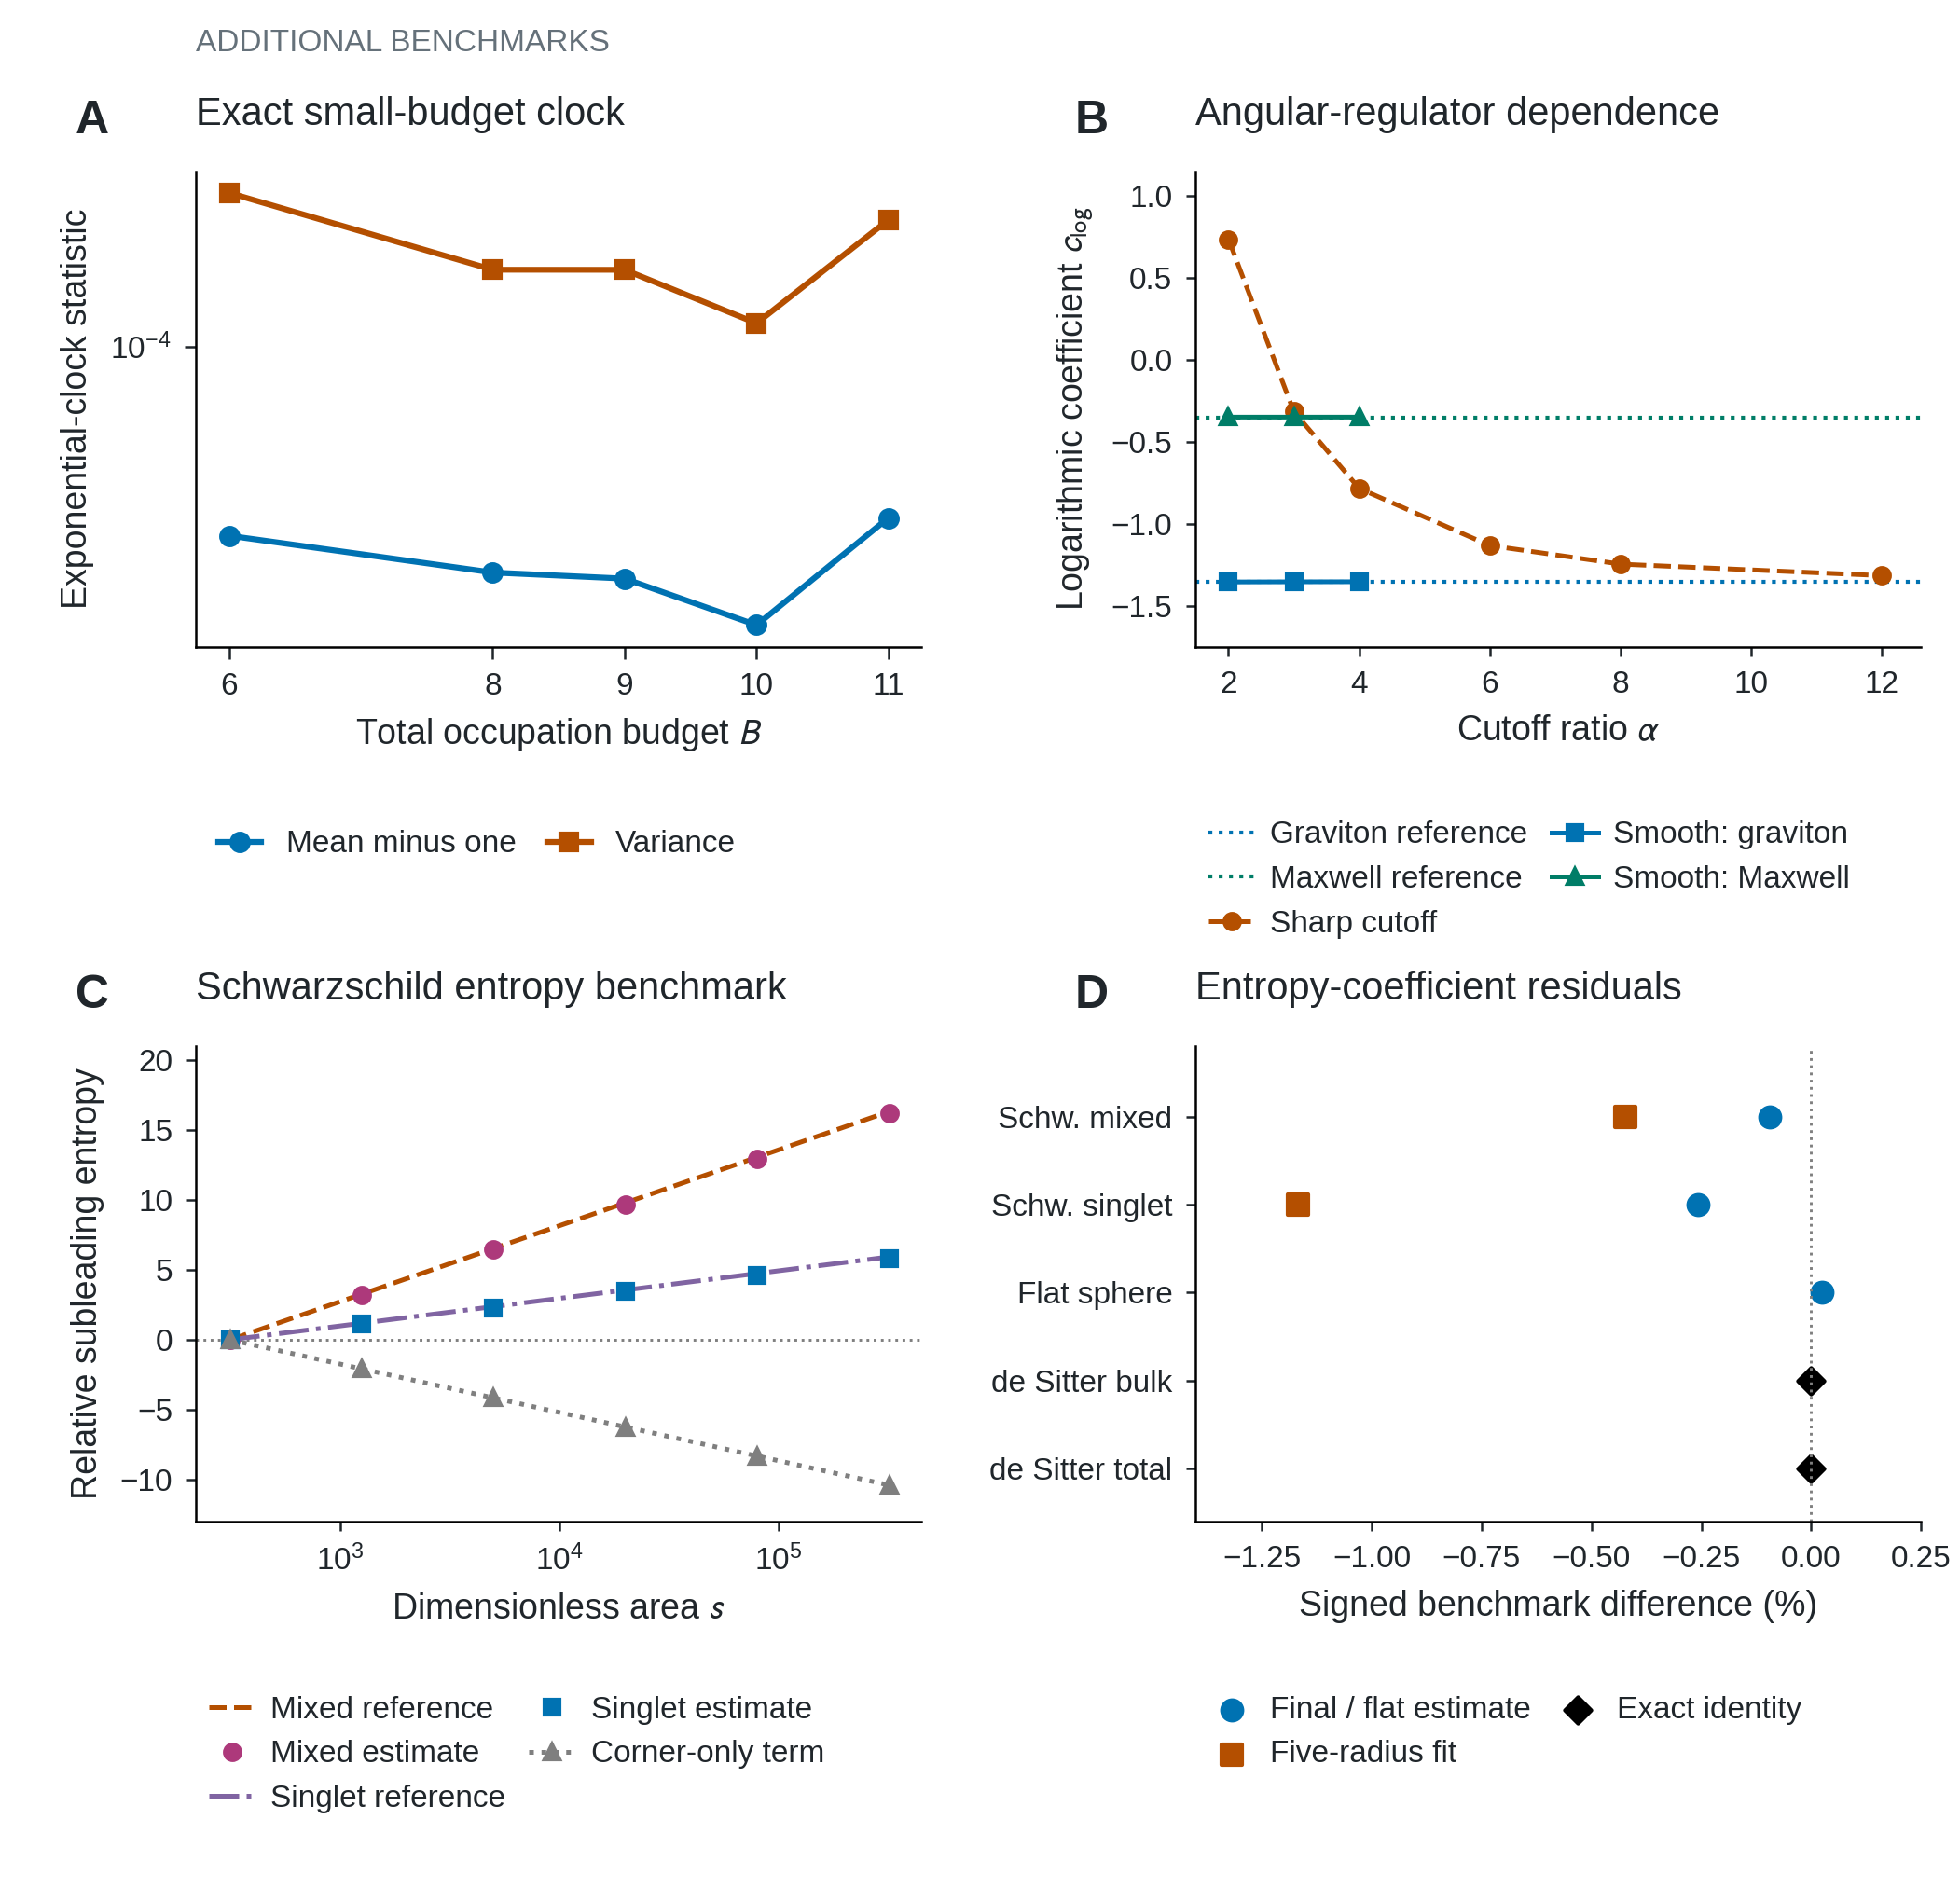 ADDITIONAL BENCHMARKS
A
Exact small-budget clock
Exponential-clock statistic
10⁻⁴
6 8 9 10 11
Total occupation budget B
Mean minus one
Variance
B
Angular-regulator dependence
Logarithmic coefficient c_log
1.0
0.5
0.0
−0.5
−1.0
−1.5
2 4 6 8 10 12
Cutoff ratio α
Graviton reference
Maxwell reference
Sharp cutoff
Smooth: graviton
Smooth: Maxwell
C
Schwarzschild entropy benchmark
Relative subleading entropy
20
15
10
5
0
−5
−10
10³ 10⁴ 10⁵
Dimensionless area s
Mixed reference
Mixed estimate
Singlet reference
Singlet estimate
Corner-only term
D
Entropy-coefficient residuals
Schw. mixed
Schw. singlet
Flat sphere
de Sitter bulk
de Sitter total
−1.25 −1.00 −0.75 −0.50 −0.25 0.00 0.25
Signed benchmark difference (%)
Final / flat estimate
Five-radius fit
Exact identity